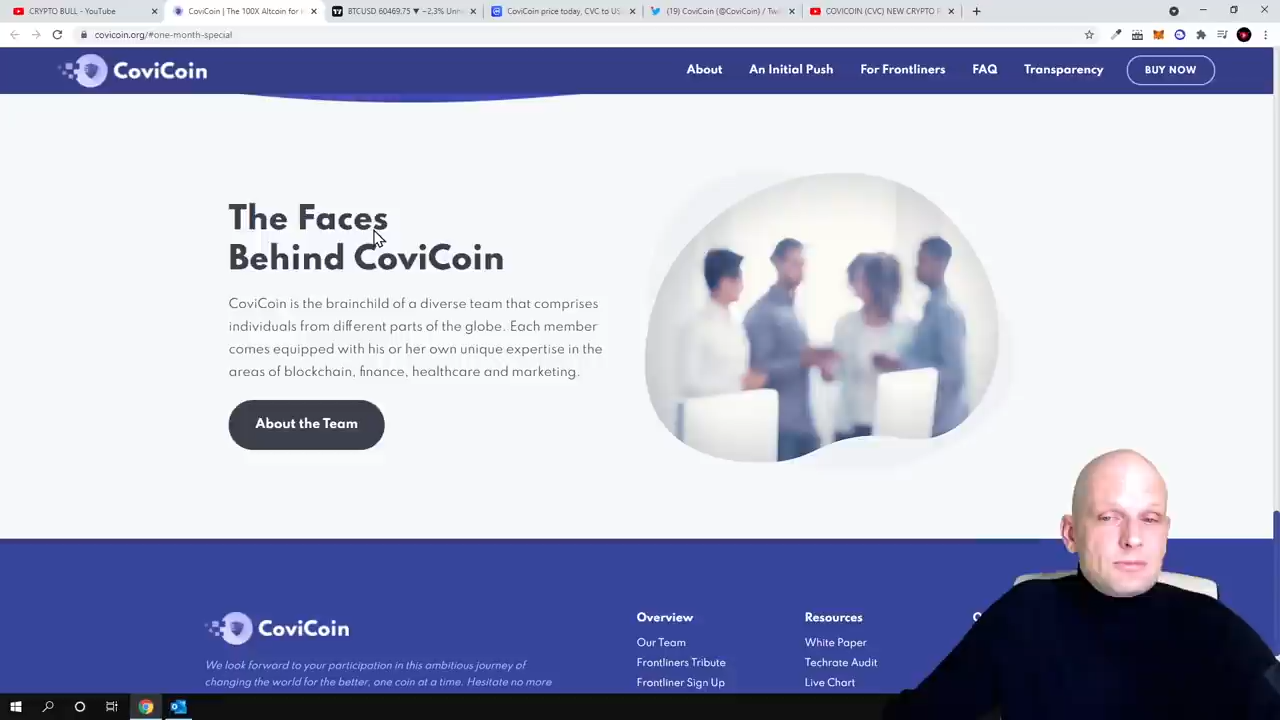 CRYPTO BULL - YouTube
CoviCoin | The 100X Altcoin for H
BTCUSD 60469.75 ▼ −2.3% Unn
CoviCoin price today, CVC to US
(19) CoviCoin (@CoviCoin) / Twi
COVICOIN (CVC) NEW CRYPTO P
covicoin.org/#one-month-special
CoviCoin
About
An Initial Push
For Frontliners
FAQ
Transparency
BUY NOW
The Faces
Behind CoviCoin
CoviCoin is the brainchild of a diverse team that comprises
individuals from different parts of the globe. Each member
comes equipped with his or her own unique expertise in the
areas of blockchain, finance, healthcare and marketing.
About the Team
CoviCoin
We look forward to your participation in this ambitious journey of
changing the world for the better, one coin at a time. Hesitate no more
Overview
Our Team
Frontliners Tribute
Frontliner Sign Up
Resources
White Paper
Techrate Audit
Live Chart